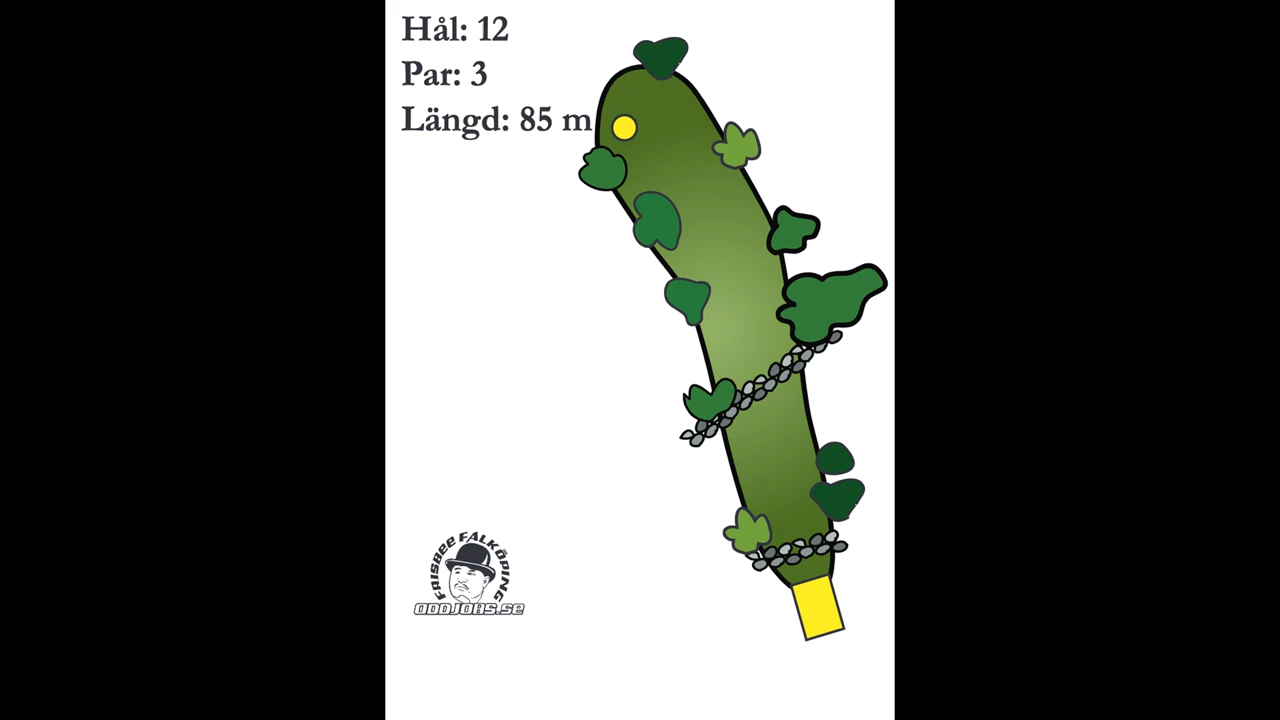 Hål: 12
Par: 3
Längd: 85 m
FRISBEE FALKÖPING
ODDJOBS.SE